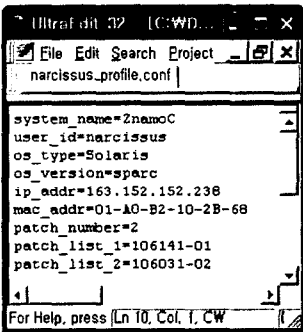 UltraEdit-32 - [C:\WD...
File Edit Search Project
narcissus_profile.conf
system_name=ZnamoC
user_id=narcissus
os_type=Solaris
os_version=sparc
ip_addr=163.152.152.238
mac_addr=01-A0-B2-10-2B-68
patch_number=2
patch_list_1=106141-01
patch_list_2=106031-02
For Help, press Ln 10, Col. 1, CW